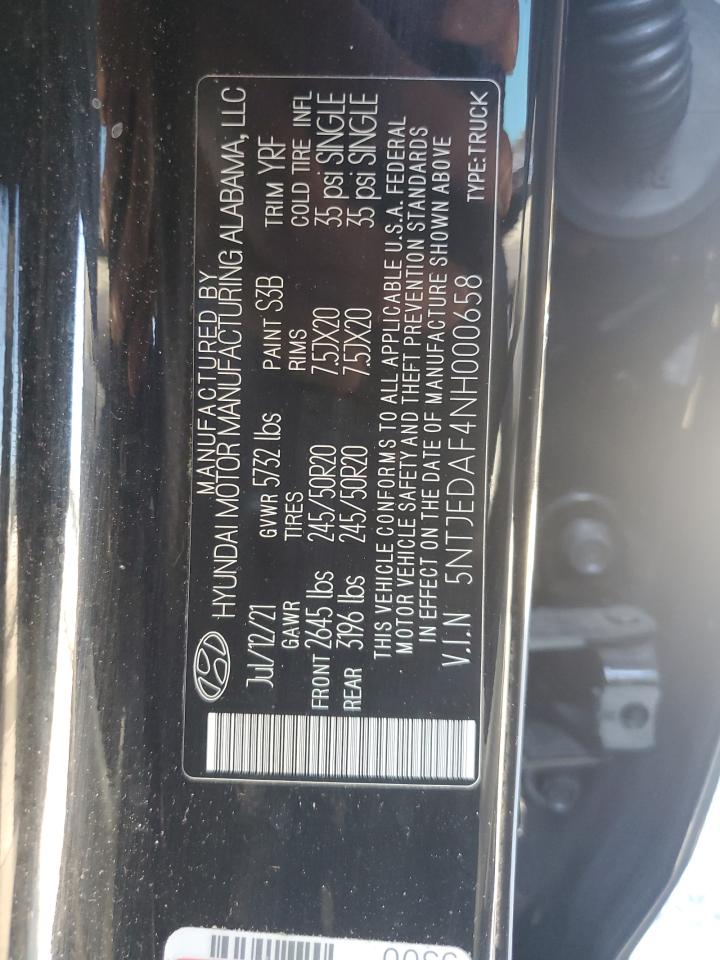 MANUFACTURED BY
HYUNDAI MOTOR MANUFACTURING ALABAMA, LLC
Jul/12/21 GVWR 5732 lbs PAINT S3B TRIM YRF
GAWR TIRES RIMS COLD TIRE INFL
FRONT 2645 lbs 245/50R20 7.5JX20 35 psi SINGLE
REAR 3196 lbs 245/50R20 7.5JX20 35 psi SINGLE
THIS VEHICLE CONFORMS TO ALL APPLICABLE U.S.A. FEDERAL
MOTOR VEHICLE SAFETY AND THEFT PREVENTION STANDARDS
IN EFFECT ON THE DATE OF MANUFACTURE SHOWN ABOVE
V.I.N 5NTJEDAF4NH000658 TYPE:TRUCK